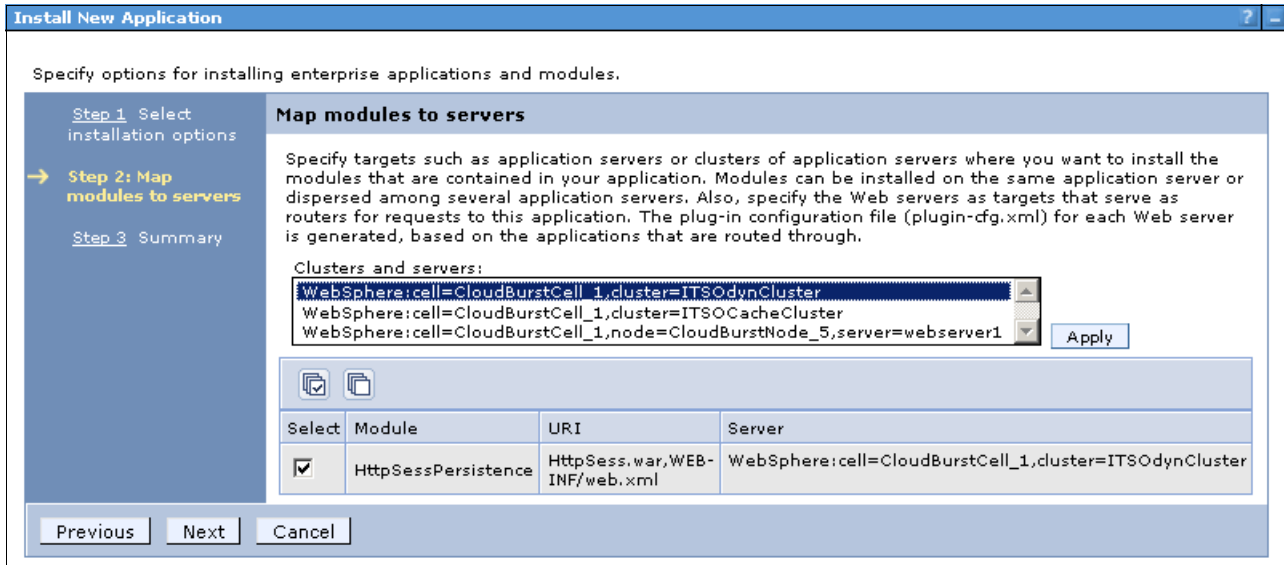 Install New Application
?
Specify options for installing enterprise applications and modules.
Step 1 Select
installation options
Step 2: Map
modules to servers
Step 3 Summary
Map modules to servers
Specify targets such as application servers or clusters of application servers where you want to install the
modules that are contained in your application. Modules can be installed on the same application server or
dispersed among several application servers. Also, specify the Web servers as targets that serve as
routers for requests to this application. The plug-in configuration file (plugin-cfg.xml) for each Web server
is generated, based on the applications that are routed through.
Clusters and servers:
WebSphere:cell=CloudBurstCell_1,cluster=ITSOdynCluster
WebSphere:cell=CloudBurstCell_1,cluster=ITSOCacheCluster
WebSphere:cell=CloudBurstCell_1,node=CloudBurstNode_5,server=webserver1
Apply
Select Module URI Server
HttpSessPersistence HttpSess.war,WEB- WebSphere:cell=CloudBurstCell_1,cluster=ITSOdynCluster
INF/web.xml
Previous Next Cancel